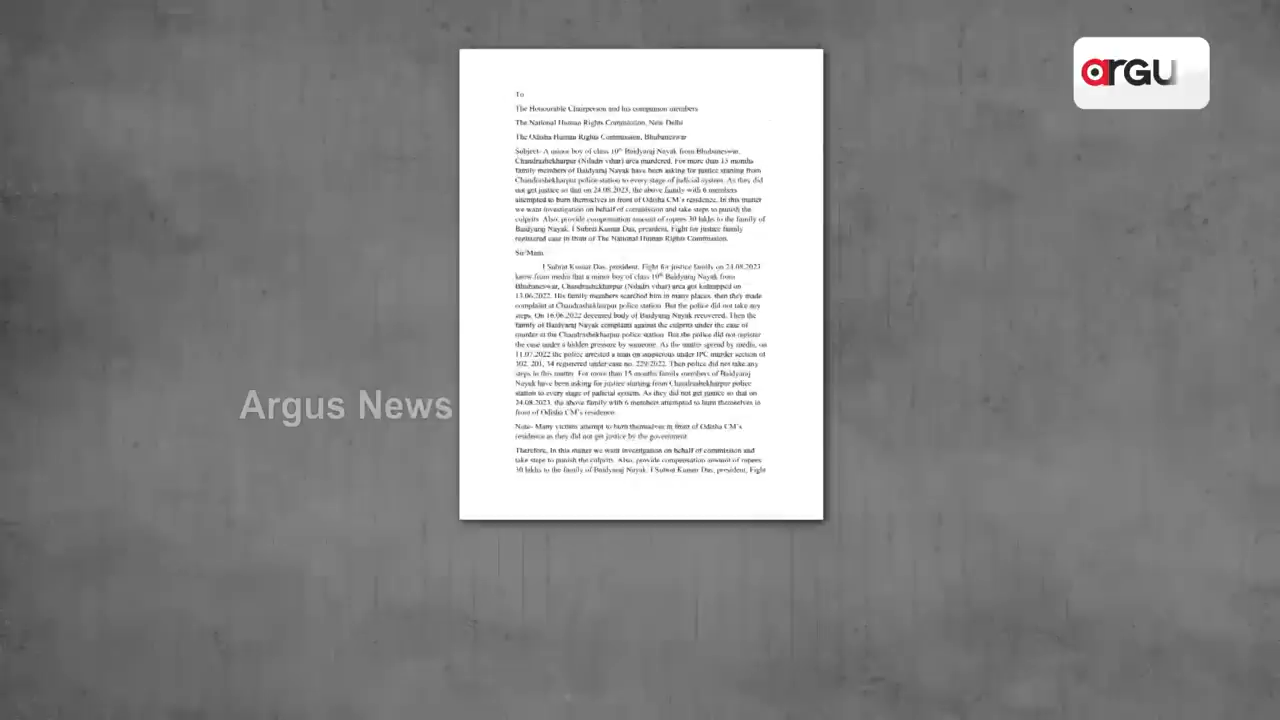 argu
To
The Honourable Chairperson and his companion members
The National Human Rights Commission, New Delhi
The Odisha Human Rights Commission, Bhubaneswar
Subject- A minor boy of class 10th Baidyaraj Nayak from Bhubaneswar,
Chandrashekharpur (Niladri vihar) area murdered. For more than 15 months
family members of Baidyaraj Nayak have been asking for justice starting from
Chandrashekharpur police station to every stage of judicial system. As they did
not get justice so that on 24.08.2023, the above family with 6 members
attempted to burn themselves in front of Odisha CM's residence. In this matter
we want investigation on behalf of commission and take steps to punish the
culprits. Also, provide compensation amount of rupees 30 lakhs to the family of
Baidyaraj Nayak. I Subrat Kumar Das, president, Fight for justice family
registered case in front of The National Human Rights Commission.
Sir/Mam
I Subrat Kumar Das, president, Fight for justice family on 24.08.2023
knew from media that a minor boy of class 10th Baidyaraj Nayak from
Bhubaneswar, Chandrashekharpur (Niladri vihar) area got kidnapped on
13.06.2022. His family members searched him in many places, then they made
complaint at Chandrashekharpur police station. But the police did not take any
steps. On 16.06.2022 deceased body of Baidyaraj Nayak recovered. Then the
family of Baidyaraj Nayak complaint against the culprits under the case of
murder at the Chandrashekharpur police station. But the police did not register
the case under a hidden pressure by someone. As the matter spread by media, on
11.07.2022 the police arrested a man on suspicious under IPC murder section of
302, 201, 34 registered under case no. 229/2022. Then police did not take any
steps in this matter. For more than 15 months family members of Baidyaraj
Nayak have been asking for justice starting from Chandrashekharpur police
station to every stage of judicial system. As they did not get justice so that on
24.08.2023, the above family with 6 members attempted to burn themselves in
front of Odisha CM's residence.
Note- Many victims attempt to burn themselves in front of Odisha CM's
residence as they did not get justice by the government.
Therefore, In this matter we want investigation on behalf of commission and
take steps to punish the culprits. Also, provide compensation amount of rupees
30 lakhs to the family of Baidyaraj Nayak. I Subrat Kumar Das, president, Fight
Argus News